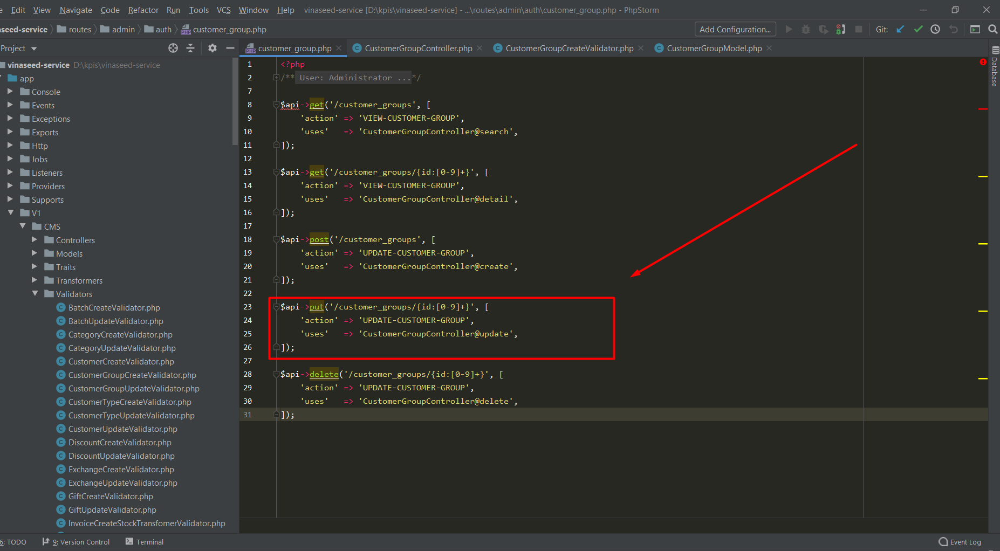 Edit View Navigate Code Refactor Run Tools VCS Window Help vinaseed-service [D:\kpis\vinaseed-service] - ...\routes\admin\auth\customer_group.php - PhpStorm
aseed-service routes admin auth customer_group.php Add Configuration... Git:
Project
customer_group.php CustomerGroupController.php CustomerGroupCreateValidator.php CustomerGroupModel.php
Database
vinaseed-service D:\kpis\vinaseed-service
app
Console
Events
Exceptions
Exports
Http
Jobs
Listeners
Providers
Supports
V1
CMS
Controllers
Models
Traits
Transformers
Validators
BatchCreateValidator.php
BatchUpdateValidator.php
CategoryCreateValidator.php
CategoryUpdateValidator.php
CustomerCreateValidator.php
CustomerGroupCreateValidator.php
CustomerGroupUpdateValidator.php
CustomerTypeCreateValidator.php
CustomerTypeUpdateValidator.php
CustomerUpdateValidator.php
DiscountCreateValidator.php
DiscountUpdateValidator.php
ExchangeCreateValidator.php
ExchangeUpdateValidator.php
GiftCreateValidator.php
GiftUpdateValidator.php
InvoiceCreateStockTransfomerValidator.php
1 <?php
2 /** User: Administrator ...*/
7
8 $api->get('/customer_groups', [
9 'action' => 'VIEW-CUSTOMER-GROUP',
10 'uses' => 'CustomerGroupController@search',
11 ]);
12
13 $api->get('/customer_groups/{id:[0-9]+}', [
14 'action' => 'VIEW-CUSTOMER-GROUP',
15 'uses' => 'CustomerGroupController@detail',
16 ]);
17
18 $api->post('/customer_groups', [
19 'action' => 'UPDATE-CUSTOMER-GROUP',
20 'uses' => 'CustomerGroupController@create',
21 ]);
22
23 $api->put('/customer_groups/{id:[0-9]+}', [
24 'action' => 'UPDATE-CUSTOMER-GROUP',
25 'uses' => 'CustomerGroupController@update',
26 ]);
27
28 $api->delete('/customer_groups/{id:[0-9]+}', [
29 'action' => 'UPDATE-CUSTOMER-GROUP',
30 'uses' => 'CustomerGroupController@delete',
31 ]);
6: TODO 9: Version Control Terminal Event Log